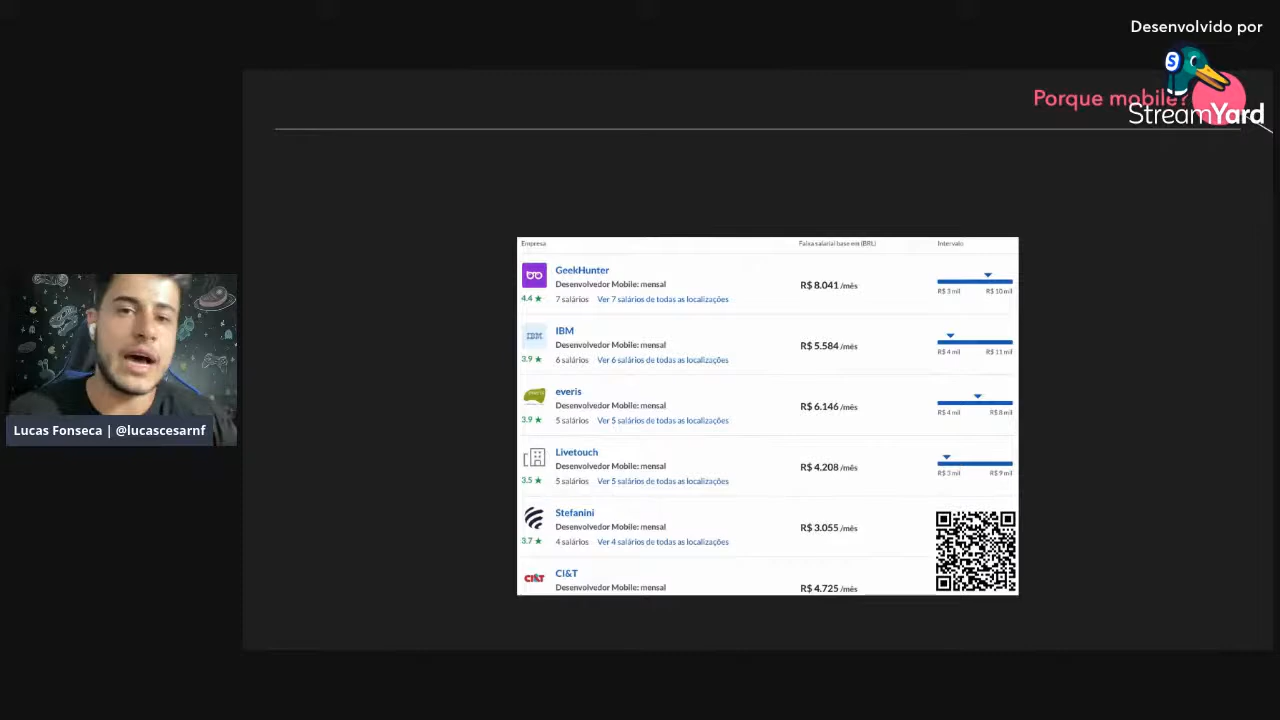 Desenvolvido por
StreamYard
Porque mobile?
Empresa Faixa salarial base em (BRL) Intervalo
GeekHunter
Desenvolvedor Mobile: mensal R$ 8.041 /mês
4.4 ★ 7 salários Ver 7 salários de todas as localizações R$ 3 mil R$ 10 mil
IBM
IBM
Desenvolvedor Mobile: mensal R$ 5.584 /mês
3.9 ★ 6 salários Ver 6 salários de todas as localizações R$ 4 mil R$ 11 mil
everis
Desenvolvedor Mobile: mensal R$ 6.146 /mês
3.9 ★ 5 salários Ver 5 salários de todas as localizações R$ 4 mil R$ 8 mil
Livetouch
Desenvolvedor Mobile: mensal R$ 4.208 /mês
3.5 ★ 5 salários Ver 5 salários de todas as localizações R$ 3 mil R$ 9 mil
Stefanini
Desenvolvedor Mobile: mensal R$ 3.055 /mês
3.7 ★ 4 salários Ver 4 salários de todas as localizações
CI&T
CI&T
Desenvolvedor Mobile: mensal R$ 4.725 /mês
Lucas Fonseca | @lucascesarnf